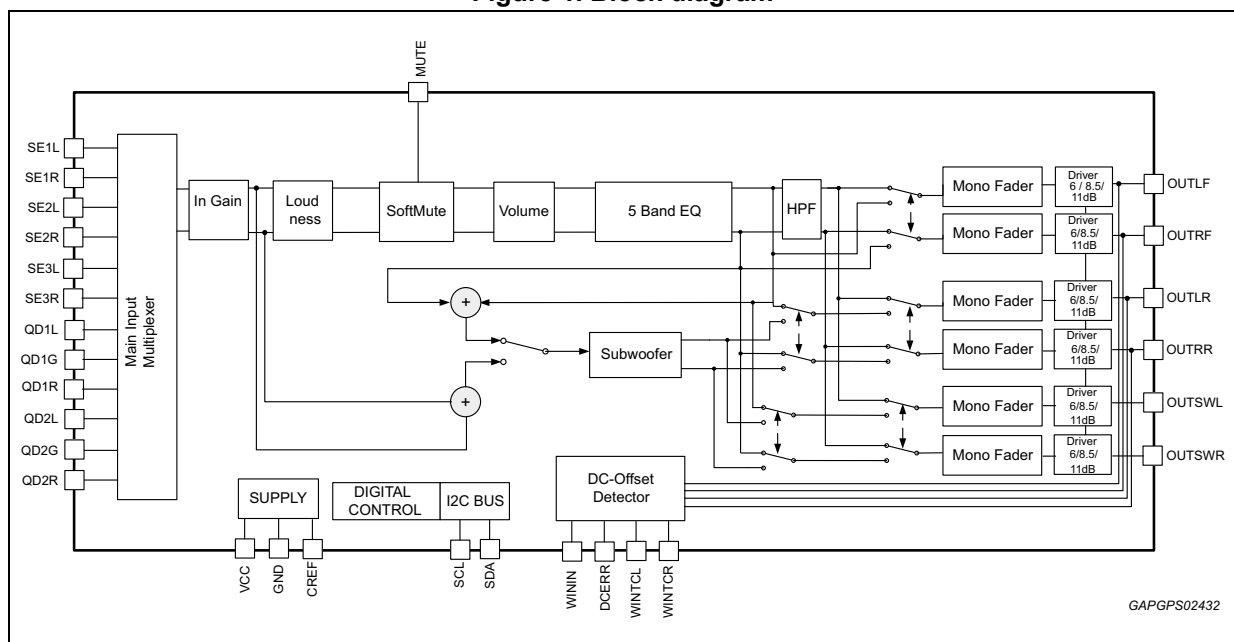 Figure 1. Block diagram
MUTE
SE1L
SE1R
SE2L
SE2R
SE3L
SE3R
QD1L
QD1G
QD1R
QD2L
QD2G
QD2R
Main Input
Multiplexer
In Gain
Loud
ness
SoftMute
Volume
5 Band EQ
HPF
+
+
Subwoofer
Mono Fader
Driver
6 / 8.5/
11dB
OUTLF
Mono Fader
Driver
6/8.5/
11dB
OUTRF
Mono Fader
Driver
6/8.5/
11dB
OUTLR
Mono Fader
Driver
6/8.5/
11dB
OUTRR
Mono Fader
Driver
6/8.5/
11dB
OUTSWL
Mono Fader
Driver
6/8.5/
11dB
OUTSWR
SUPPLY
DIGITAL
CONTROL
I2C BUS
DC-Offset
Detector
VCC
GND
CREF
SCL
SDA
WININ
DCERR
WINTCL
WINTCR
GAPGPS02432